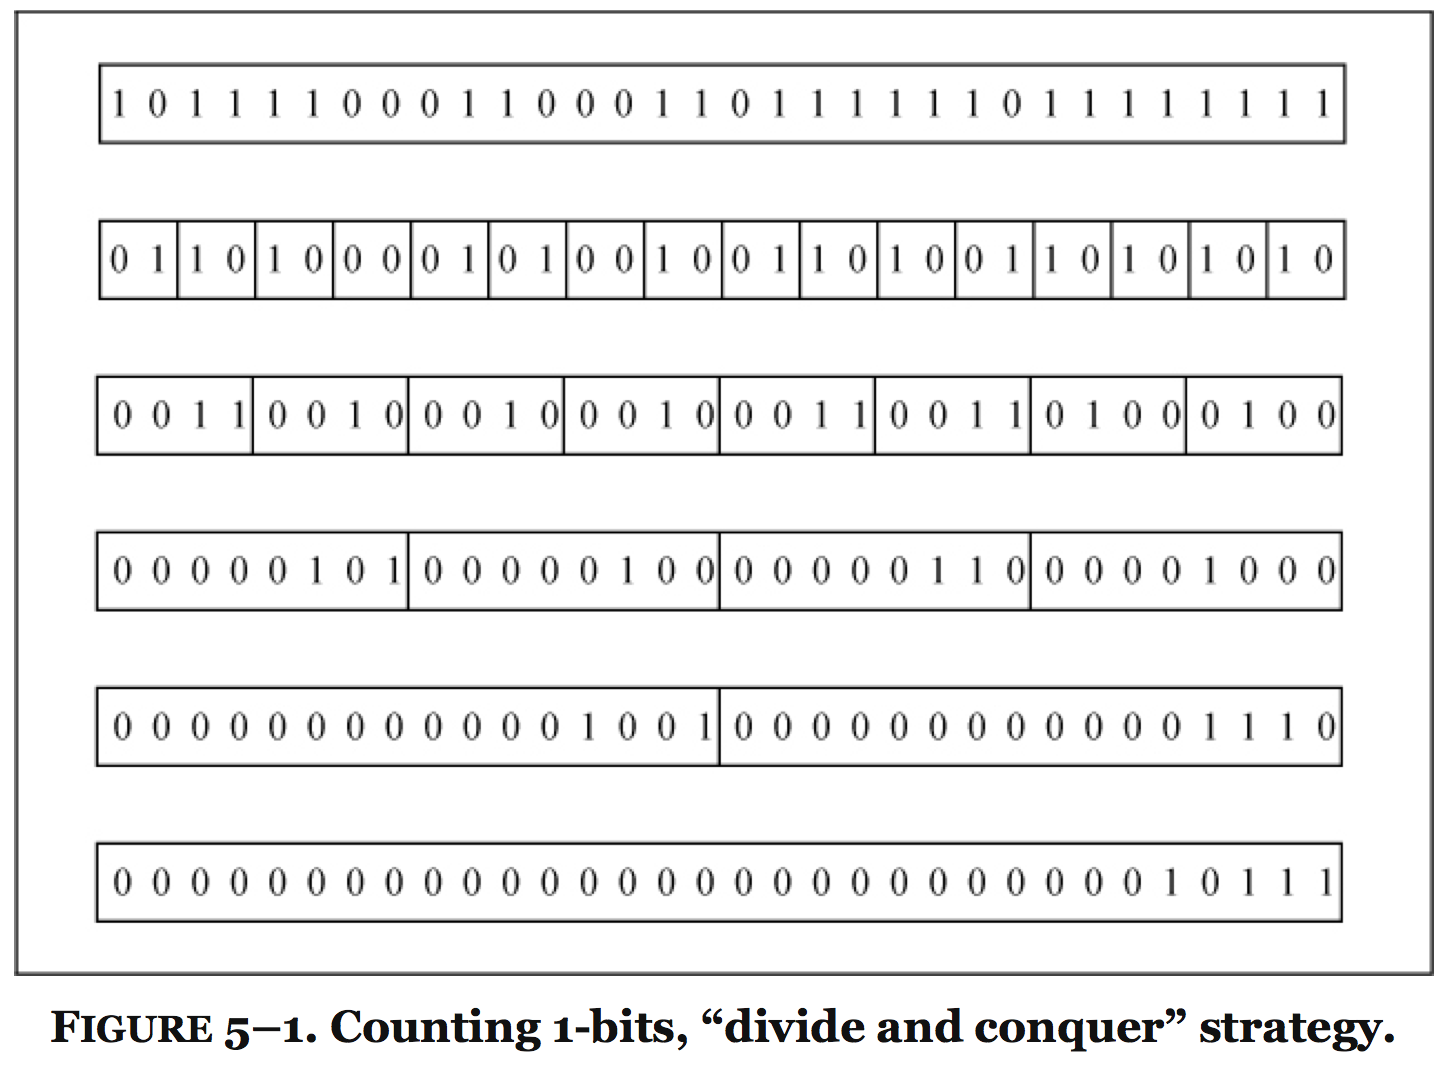 1 0 1 1 1 1 0 0 0 1 1 0 0 0 1 1 0 1 1 1 1 1 1 0 1 1 1 1 1 1 1 1
0 1 1 0 1 0 0 0 0 1 0 1 0 0 1 0 0 1 1 0 1 0 0 1 1 0 1 0 1 0 1 0
0 0 1 1 0 0 1 0 0 0 1 0 0 0 1 0 0 0 1 1 0 0 1 1 0 1 0 0 0 1 0 0
0 0 0 0 0 1 0 1 0 0 0 0 0 1 0 0 0 0 0 0 0 1 1 0 0 0 0 0 1 0 0 0
0 0 0 0 0 0 0 0 0 0 0 0 1 0 0 1 0 0 0 0 0 0 0 0 0 0 0 0 1 1 1 0
0 0 0 0 0 0 0 0 0 0 0 0 0 0 0 0 0 0 0 0 0 0 0 0 0 0 0 1 0 1 1 1
FIGURE 5–1. Counting 1-bits, “divide and conquer” strategy.